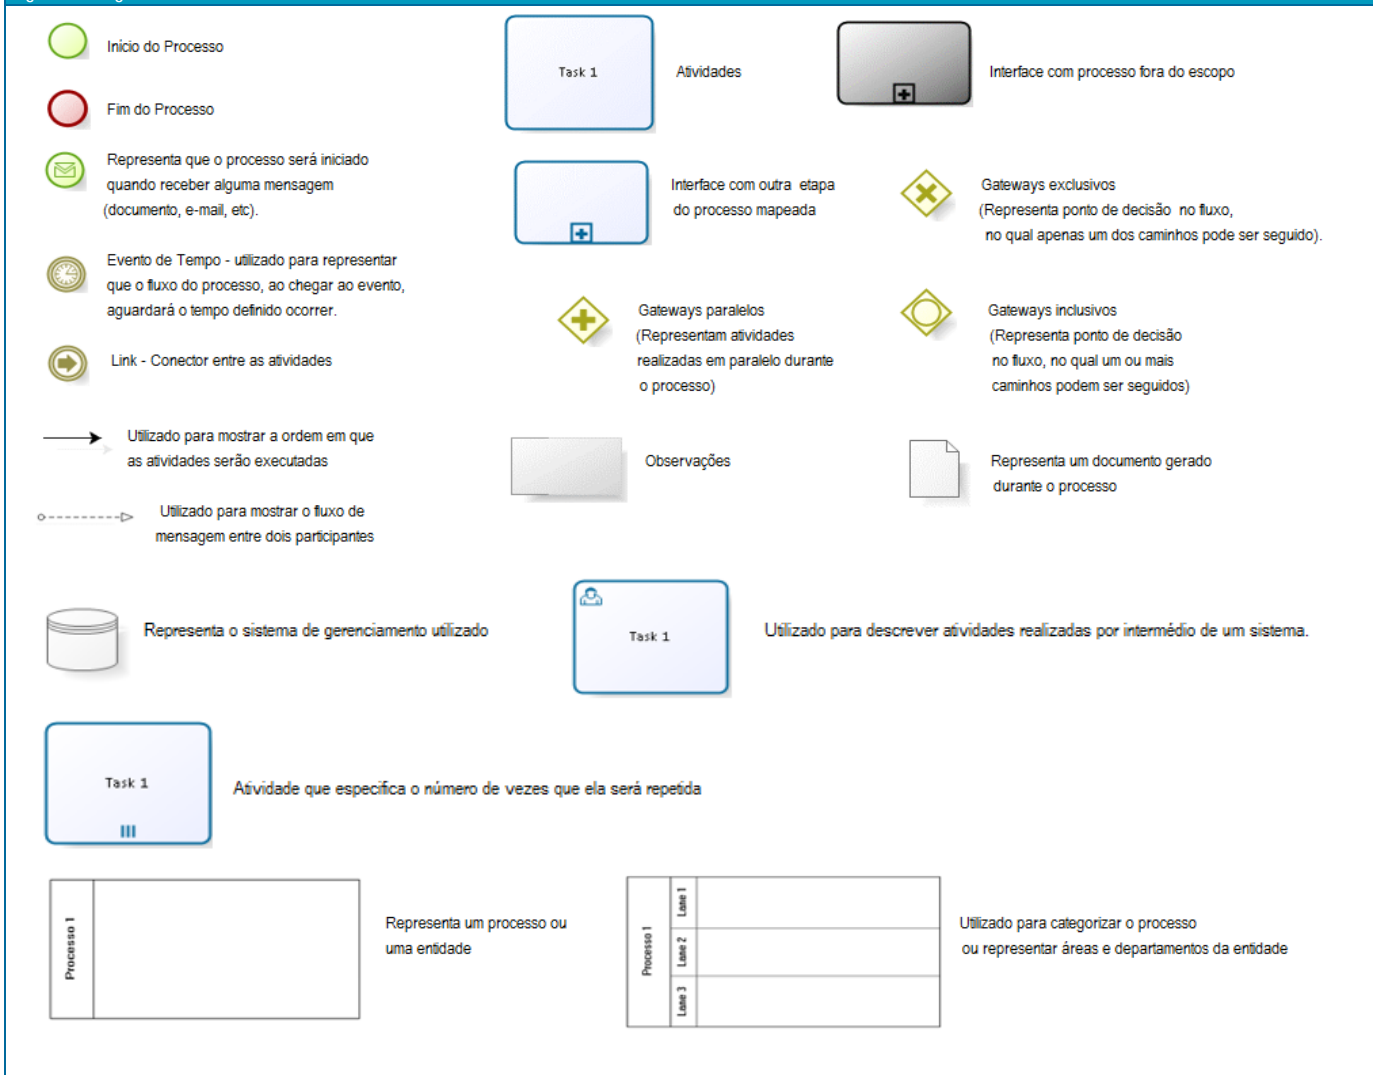 Início do Processo
Fim do Processo
Representa que o processo será iniciado
quando receber alguma mensagem
(documento, e-mail, etc).
Evento de Tempo - utilizado para representar
que o fluxo do processo, ao chegar ao evento,
aguardará o tempo definido ocorrer.
Link - Conector entre as atividades
Utilizado para mostrar a ordem em que
as atividades serão executadas
Utilizado para mostrar o fluxo de
mensagem entre dois participantes
Task 1
Atividades
Interface com processo fora do escopo
Interface com outra etapa
do processo mapeada
Gateways exclusivos
(Representa ponto de decisão no fluxo,
no qual apenas um dos caminhos pode ser seguido).
Gateways paralelos
(Representam atividades
realizadas em paralelo durante
o processo)
Gateways inclusivos
(Representa ponto de decisão
no fluxo, no qual um ou mais
caminhos podem ser seguidos)
Observações
Representa um documento gerado
durante o processo
Representa o sistema de gerenciamento utilizado
Task 1
Utilizado para descrever atividades realizadas por intermédio de um sistema.
Task 1
Atividade que especifica o número de vezes que ela será repetida
Processo 1
Representa um processo ou
uma entidade
Processo 1
Lane 1
Lane 2
Lane 3
Utilizado para categorizar o processo
ou representar áreas e departamentos da entidade